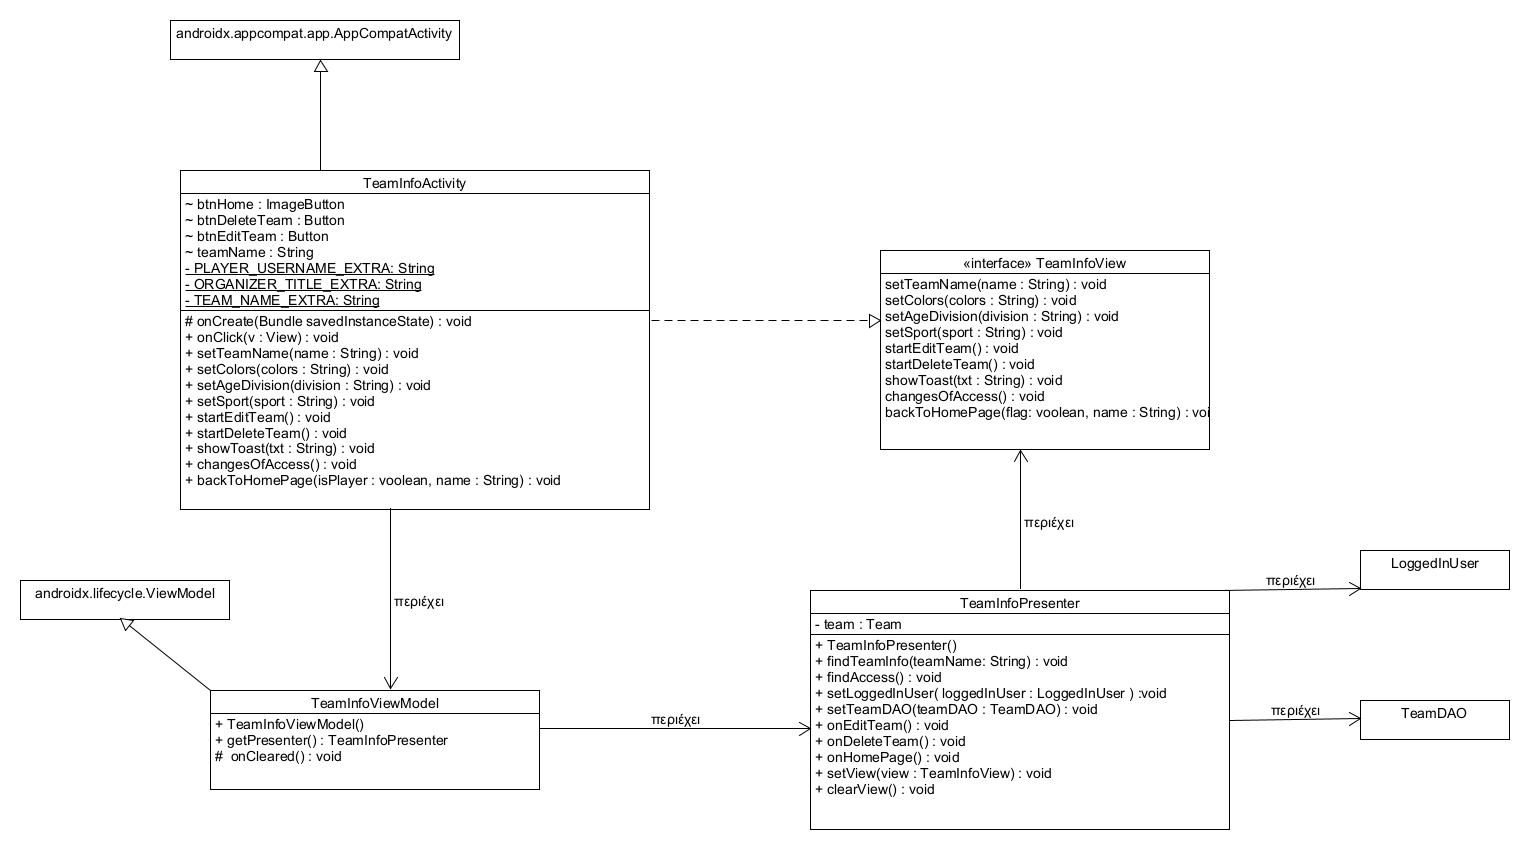 androidx.appcompat.app.AppCompatActivity
TeamInfoActivity
~ btnHome : ImageButton
~ btnDeleteTeam : Button
~ btnEditTeam : Button
~ teamName : String
- PLAYER_USERNAME_EXTRA: String
- ORGANIZER_TITLE_EXTRA: String
- TEAM_NAME_EXTRA: String
# onCreate(Bundle savedInstanceState) : void
+ onClick(v : View) : void
+ setTeamName(name : String) : void
+ setColors(colors : String) : void
+ setAgeDivision(division : String) : void
+ setSport(sport : String) : void
+ startEditTeam() : void
+ startDeleteTeam() : void
+ showToast(txt : String) : void
+ changesOfAccess() : void
+ backToHomePage(isPlayer : voolean, name : String) : void
«interface» TeamInfoView
setTeamName(name : String) : void
setColors(colors : String) : void
setAgeDivision(division : String) : void
setSport(sport : String) : void
startEditTeam() : void
startDeleteTeam() : void
showToast(txt : String) : void
changesOfAccess() : void
backToHomePage(flag: voolean, name : String) : voi
περιέχει
περιέχει
androidx.lifecycle.ViewModel
TeamInfoViewModel
+ TeamInfoViewModel()
+ getPresenter() : TeamInfoPresenter
# onCleared() : void
περιέχει
TeamInfoPresenter
- team : Team
+ TeamInfoPresenter()
+ findTeamInfo(teamName: String) : void
+ findAccess() : void
+ setLoggedInUser( loggedInUser : LoggedInUser ) :void
+ setTeamDAO(teamDAO : TeamDAO) : void
+ onEditTeam() : void
+ onDeleteTeam() : void
+ onHomePage() : void
+ setView(view : TeamInfoView) : void
+ clearView() : void
περιέχει
LoggedInUser
περιέχει
TeamDAO